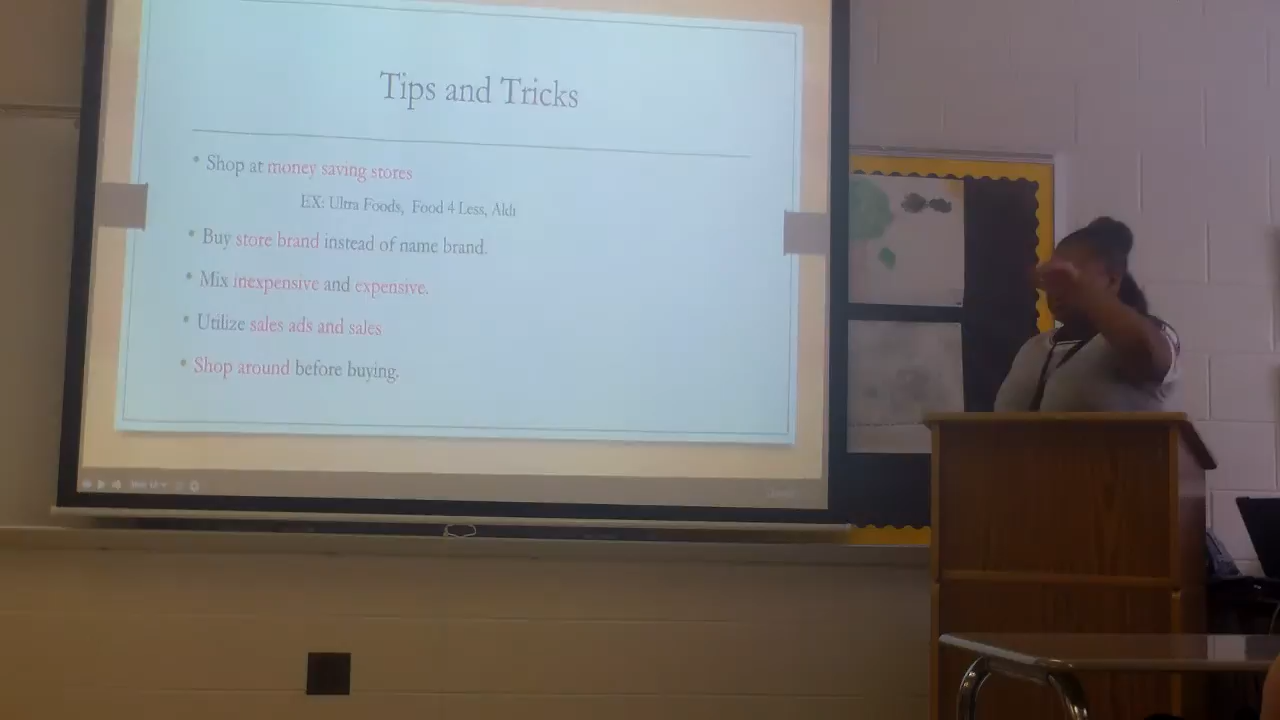 Tips and Tricks
• Shop at money saving stores
EX: Ultra Foods, Food 4 Less, Aldi
• Buy store brand instead of name brand.
• Mix inexpensive and expensive.
• Utilize sales ads and sales
• Shop around before buying.